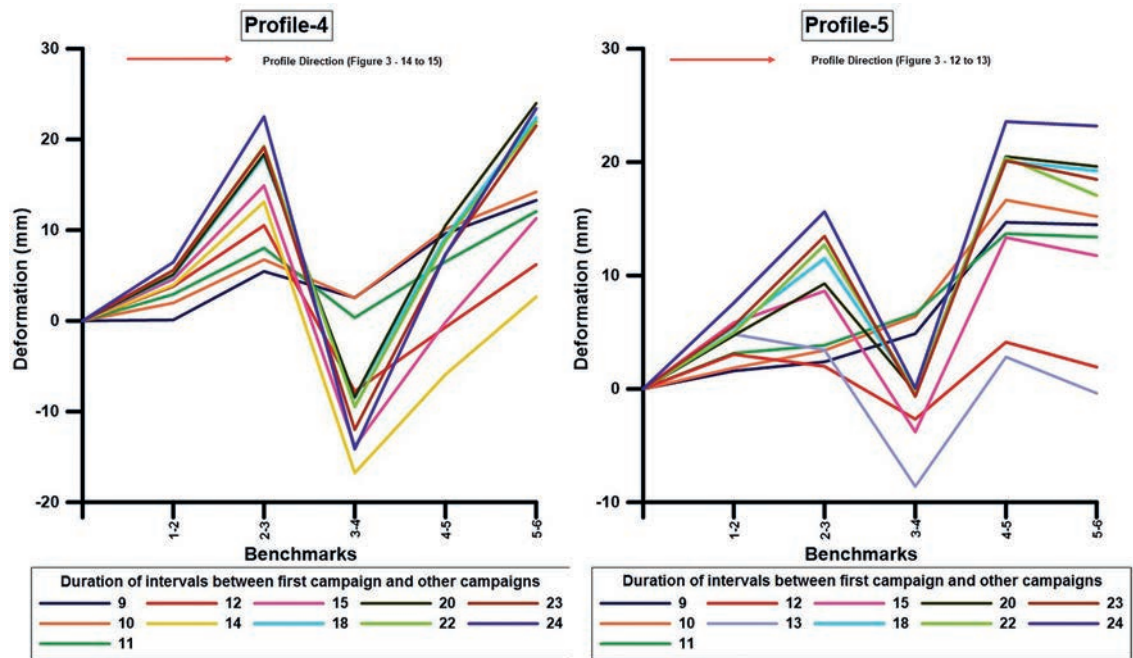 Profile-4
30
20
10
0
-10
-20
Deformation (mm)
Profile Direction (Figure 3 - 14 to 15)
1-2
2-3
3-4
4-5
5-6
Benchmarks
Duration of intervals between first campaign and other campaigns
9 12 15 20 23
10 14 18 22 24
11
Profile-5
30
20
10
0
-10
Deformation (mm)
Profile Direction (Figure 3 - 12 to 13)
1-2
2-3
3-4
4-5
5-6
Benchmarks
Duration of intervals between first campaign and other campaigns
9 12 15 20 23
10 13 18 22 24
11